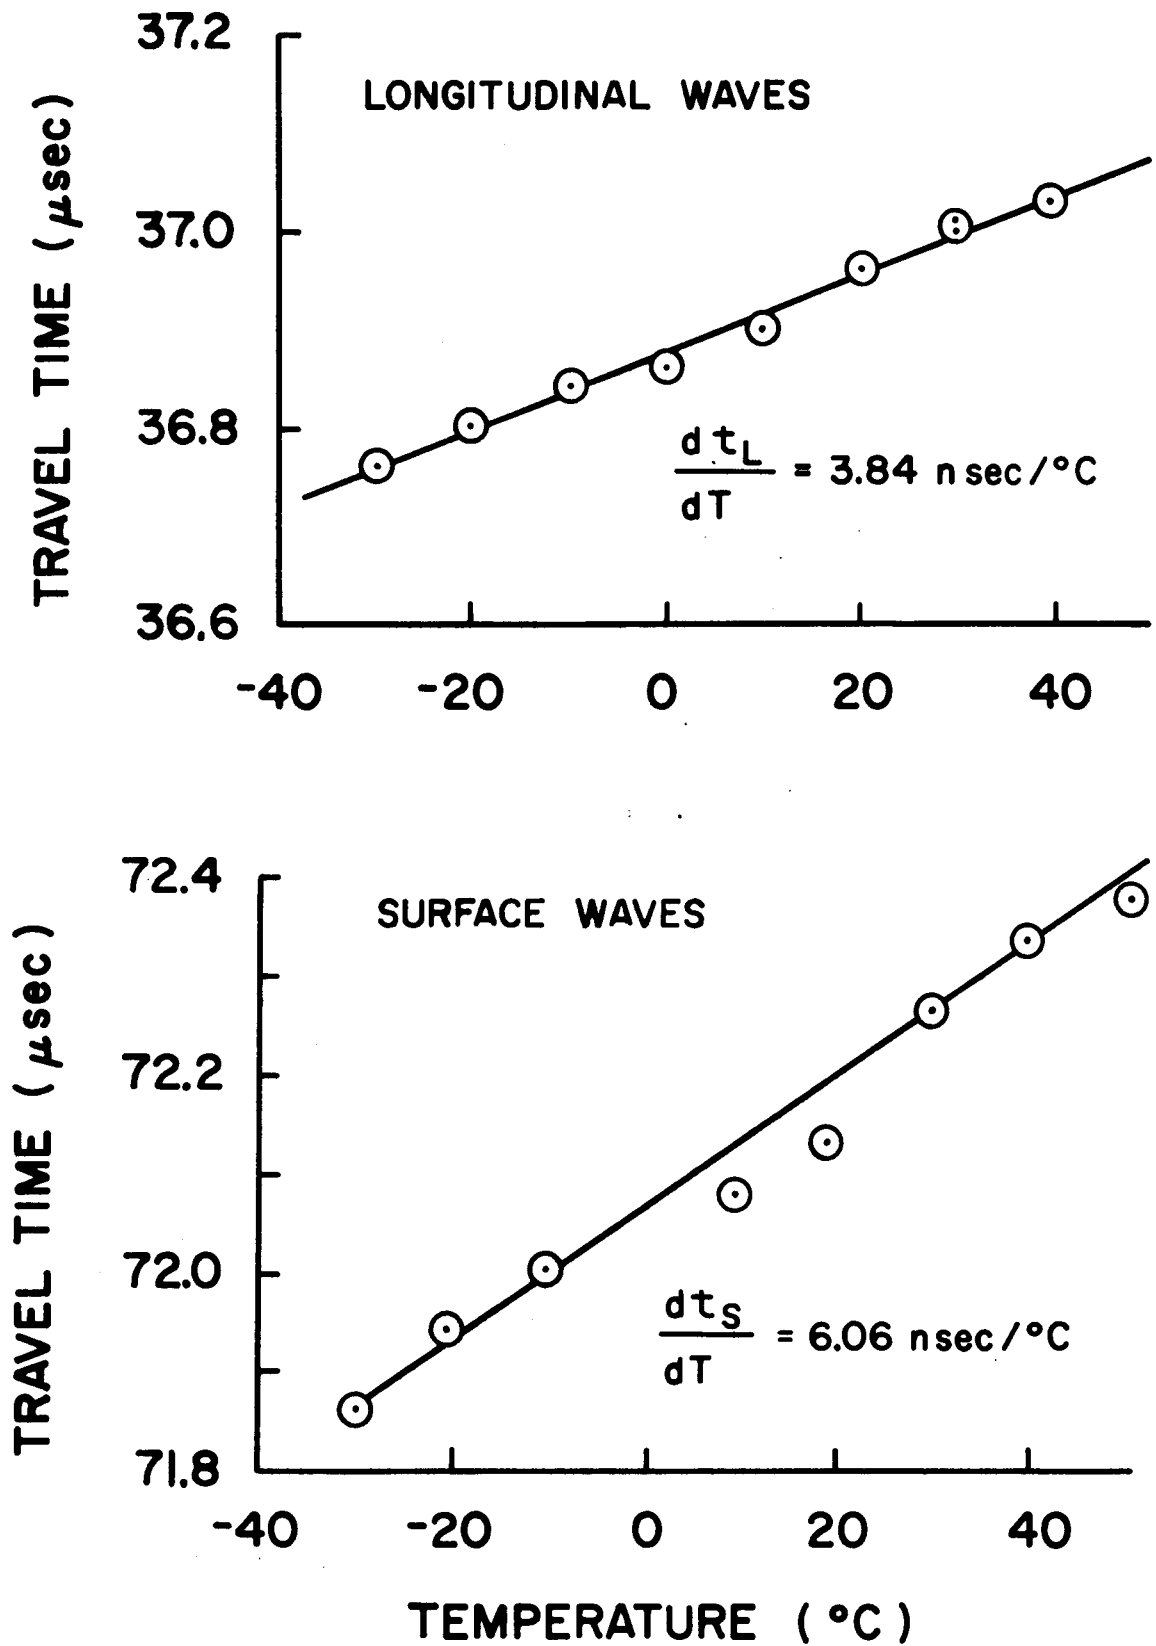 37.2
LONGITUDINAL WAVES
37.0
36.8
36.6
TRAVEL TIME (μsec)
dt_L
dT
= 3.84 nsec/°C
-40 -20 0 20 40
72.4
SURFACE WAVES
72.2
72.0
71.8
TRAVEL TIME (μsec)
dt_S
dT
= 6.06 nsec/°C
-40 -20 0 20 40
TEMPERATURE (°C)